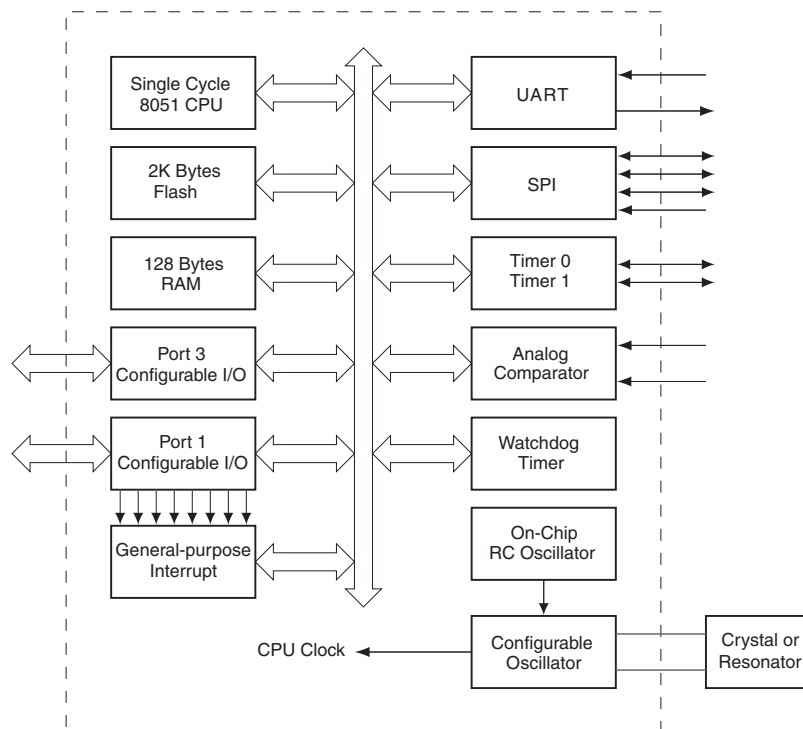 Single Cycle
8051 CPU
UART
2K Bytes
Flash
SPI
128 Bytes
RAM
Timer 0
Timer 1
Port 3
Configurable I/O
Analog
Comparator
Port 1
Configurable I/O
Watchdog
Timer
General-purpose
Interrupt
On-Chip
RC Oscillator
CPU Clock
Configurable
Oscillator
Crystal or
Resonator